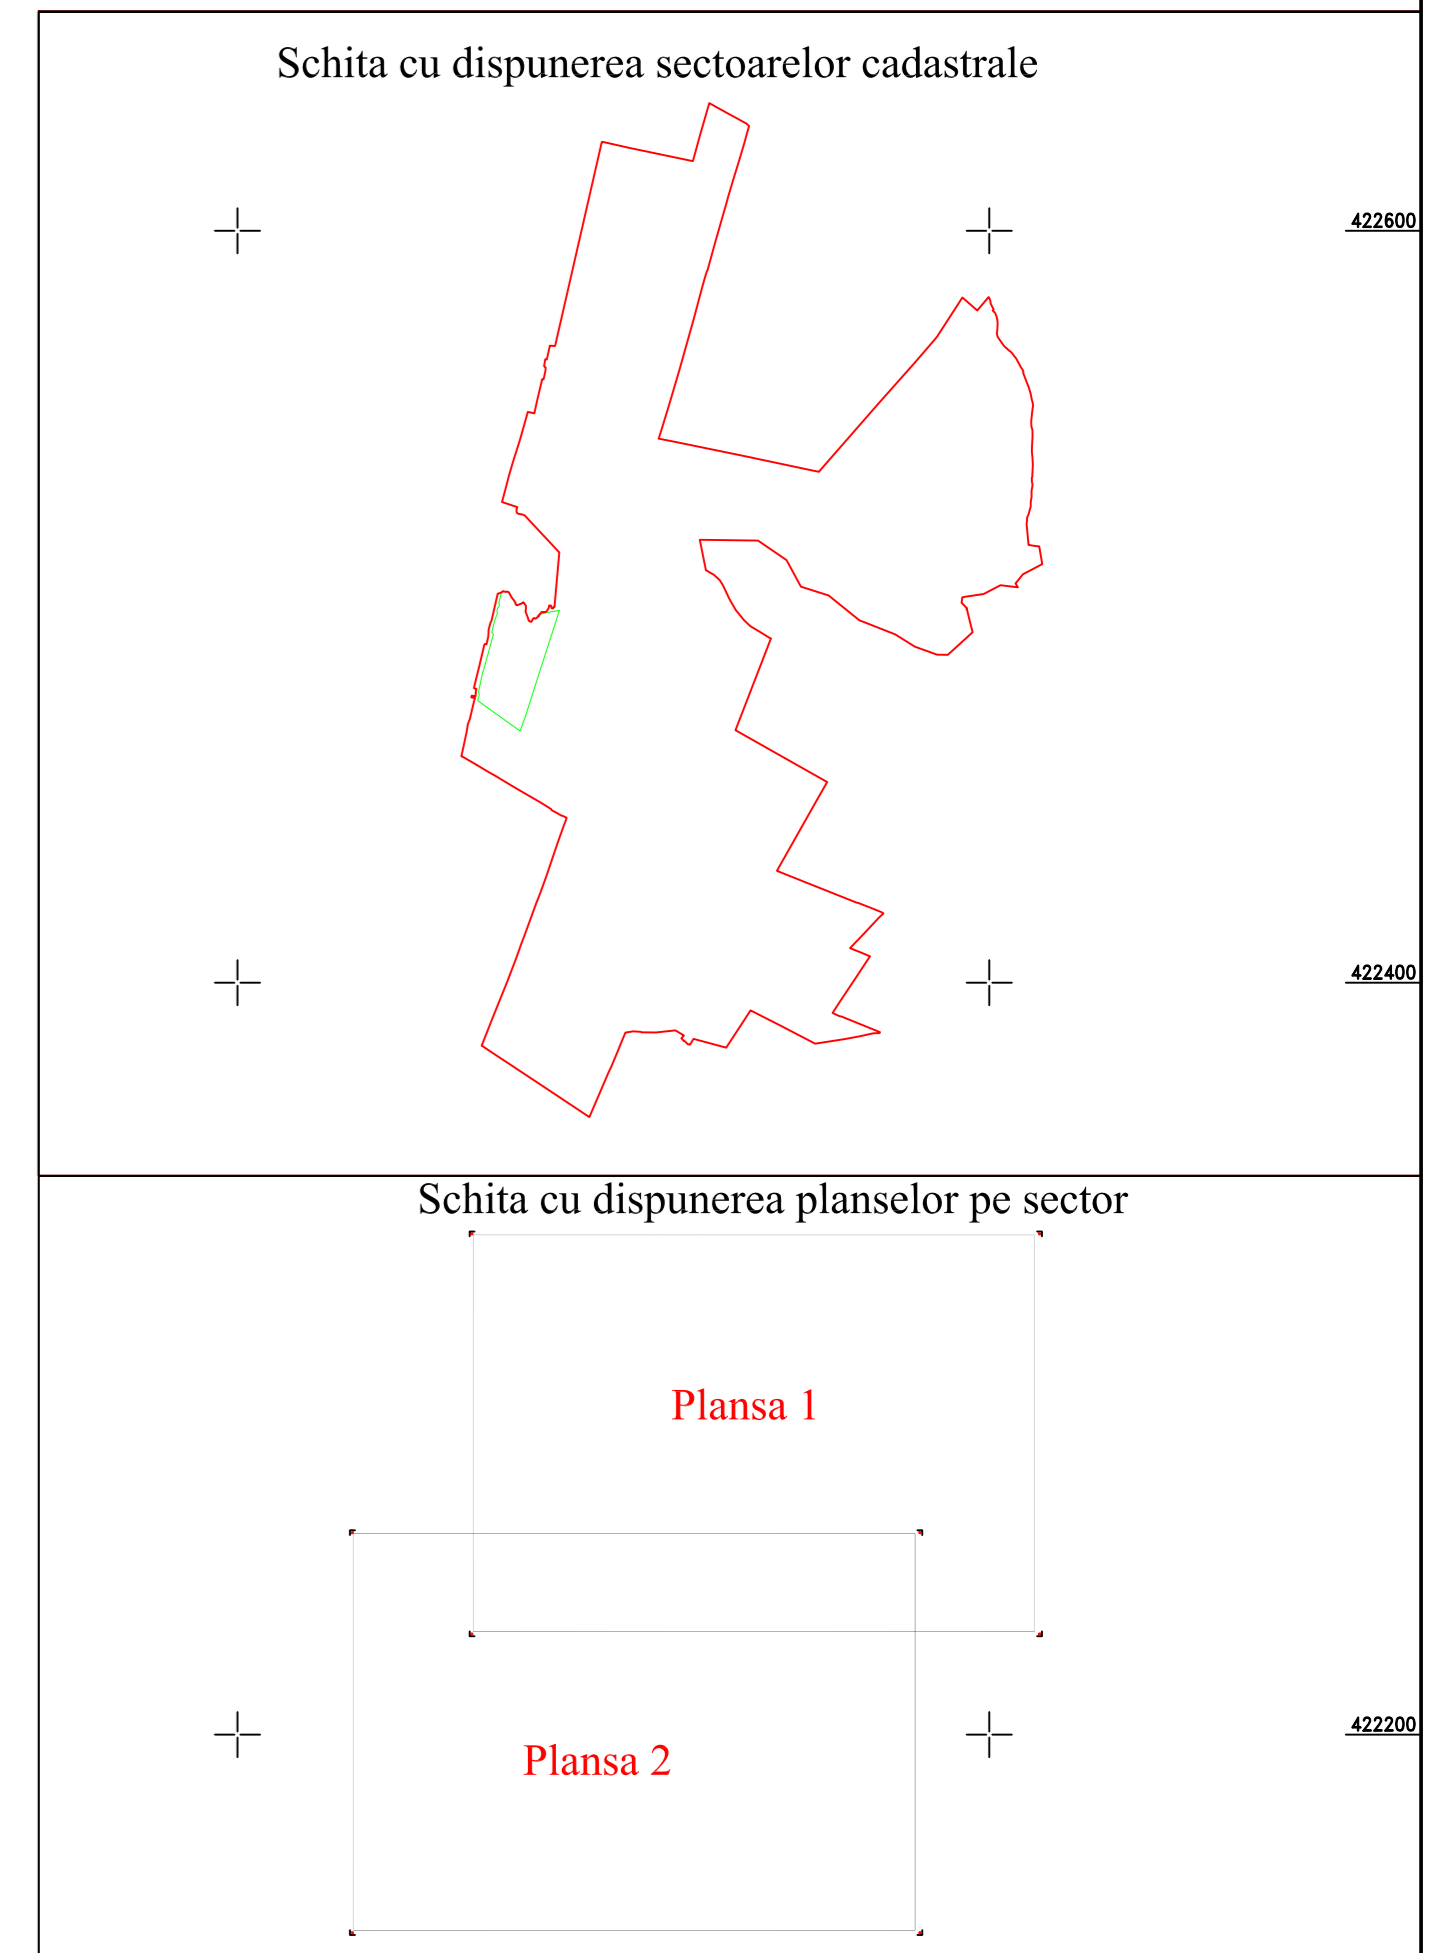 Schita cu dispunerea sectoarelor cadastrale
422600
422400
Schita cu dispunerea planselor pe sector
Plansa 1
422200
Plansa 2